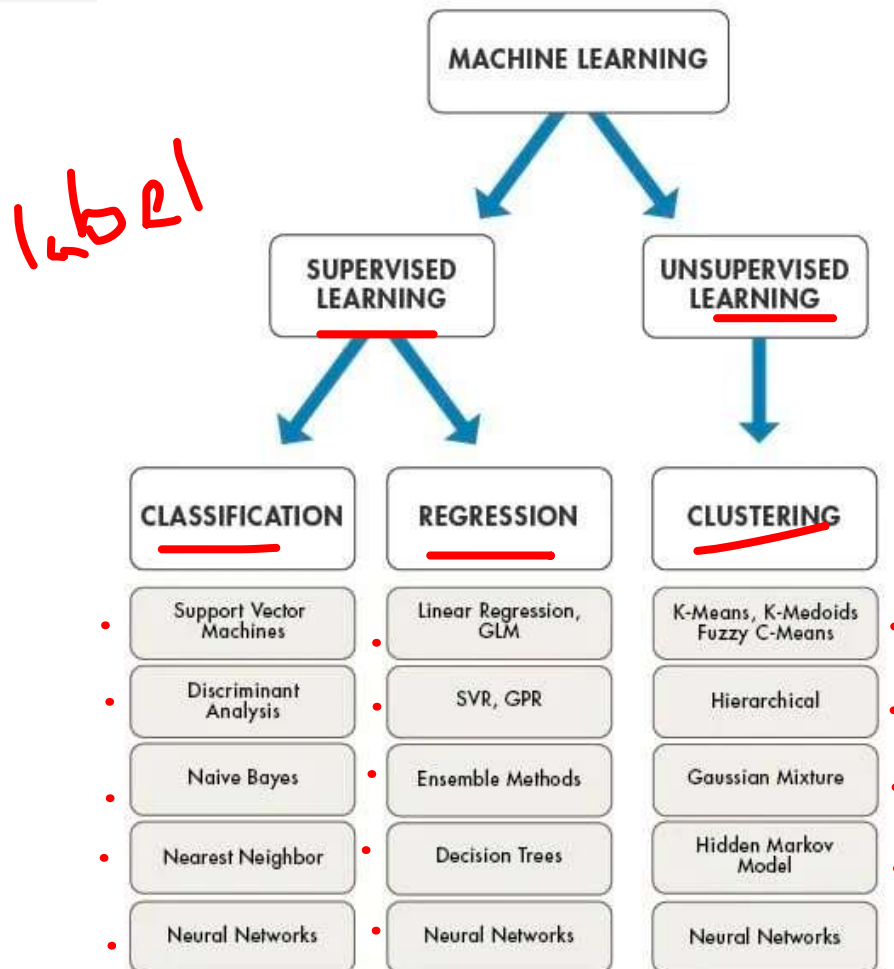 MACHINE LEARNING
label
SUPERVISED
LEARNING
UNSUPERVISED
LEARNING
CLASSIFICATION
REGRESSION
CLUSTERING
Support Vector
Machines
Linear Regression,
GLM
K-Means, K-Medoids
Fuzzy C-Means
Discriminant
Analysis
SVR, GPR
Hierarchical
Naive Bayes
Ensemble Methods
Gaussian Mixture
Nearest Neighbor
Decision Trees
Hidden Markov
Model
Neural Networks
Neural Networks
Neural Networks